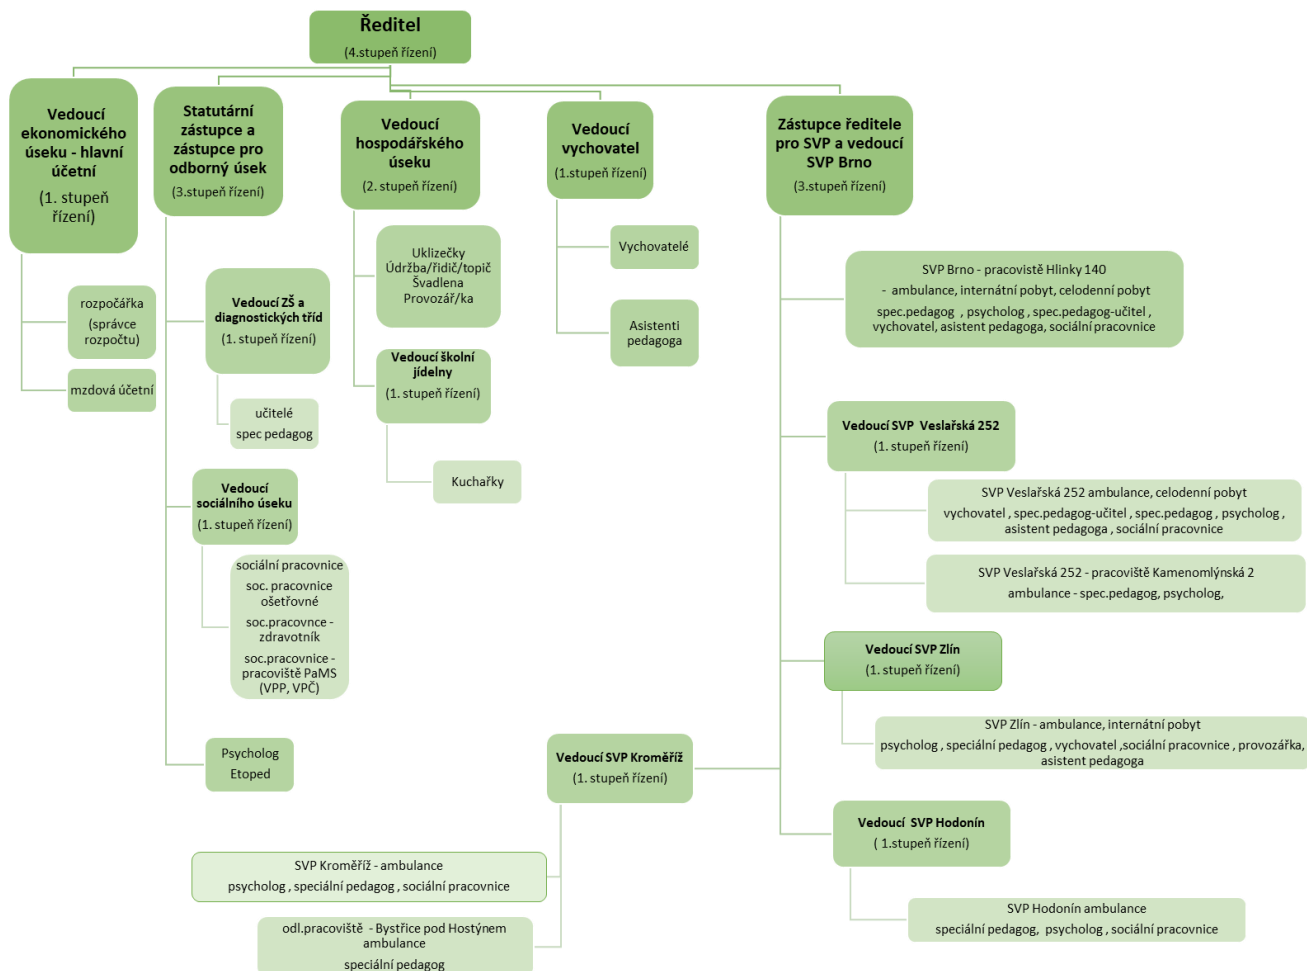 Ředitel
(4.stupeň řízení)
Vedoucí
ekonomického
úseku - hlavní
účetní
(1. stupeň
řízení)
rozpočářka
(správce
rozpočtu)
mzdová účetní
Statutární
zástupce a
zástupce pro
odborný úsek
(3.stupeň řízení)
Vedoucí ZŠ a
diagnostických tříd
(1. stupeň řízení)
učitelé
spec pedagog
Vedoucí
sociálního úseku
(1. stupeň řízení)
sociální pracovnice
soc. pracovnice
ošetřovné
soc.pracovnce -
zdravotník
soc.pracovnice -
pracoviště PaMS
(VPP, VPČ)
Psycholog
Etoped
Vedoucí
hospodářského
úseku
(2. stupeň řízení)
Uklizečky
Údržba/řidič/topič
Švadlena
Provozář/ka
Vedoucí školní
jídelny
(1. stupeň řízení)
Kuchařky
Vedoucí
vychovatel
(1.stupeň řízení)
Vychovatelé
Asistenti
pedagoga
Zástupce ředitele
pro SVP a vedoucí
SVP Brno
(3.stupeň řízení)
SVP Brno - pracovistě Hlinky 140
- ambulance, internátní pobyt, celodenní pobyt
spec.pedagog , psycholog , spec.pedagog-učitel ,
vychovatel, asistent pedagoga, sociální pracovnice
Vedoucí SVP Veslařská 252
(1. stupeň řízení)
SVP Veslařská 252 ambulance, celodenní pobyt
vychovatel , spec.pedagog-učitel , spec.pedagog , psycholog ,
asistent pedagoga , sociální pracovnice
SVP Veslařská 252 - pracoviště Kamenomlýnská 2
ambulance - spec.pedagog, psycholog,
Vedoucí SVP Zlín
(1. stupeň řízení)
SVP Zlín - ambulance, internátní pobyt
psycholog , speciální pedagog , vychovatel ,sociální pracovnice , provozářka,
asistent pedagoga
Vedoucí SVP Kroměříž
(1. stupeň řízení)
SVP Kroměříž - ambulance
psycholog , speciální pedagog , sociální pracovnice
odl.pracoviště - Bystřice pod Hostýnem
ambulance
speciální pedagog
Vedoucí SVP Hodonín
( 1.stupeň řízení)
SVP Hodonín ambulance
speciální pedagog, psycholog , sociální pracovnice